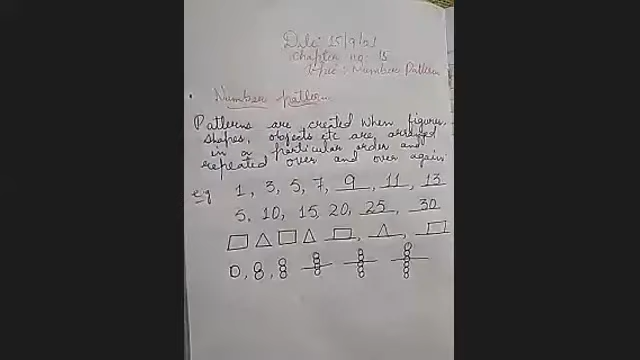 Date: 15/9/21
Chapter no: 15
Number Pattern
Number
Patterns are created when figures,
shapes, objects etc are arranged
in a particular order and
repeated over and over again.
eg 1, 3, 5, 7, 9, 11, 13
5, 10, 15, 20, 25, 30